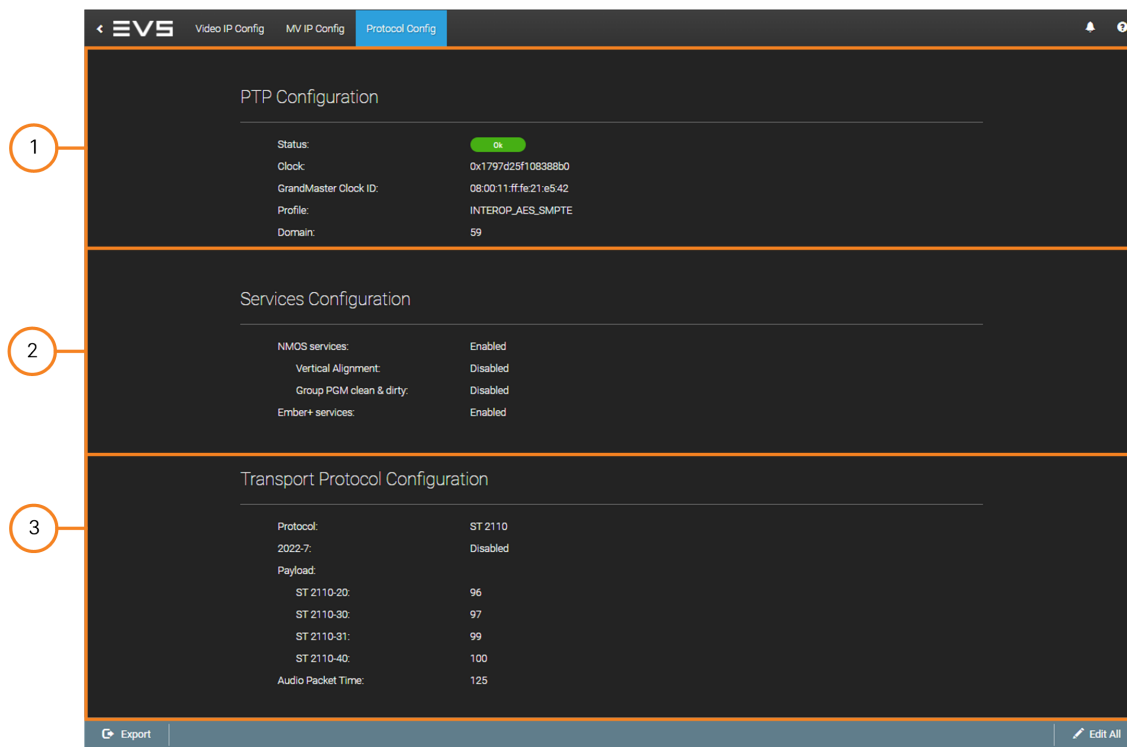 EVS Video IP Config MV IP Config Protocol Config
PTP Configuration
1
Status: Ok
Clock: 0x1797d25f108388b0
GrandMaster Clock ID: 08:00:11:ff:fe:21:e5:42
Profile: INTEROP_AES_SMPTE
Domain: 59
Services Configuration
2
NMOS services: Enabled
Vertical Alignment: Disabled
Group PGM clean & dirty: Disabled
Ember+ services: Enabled
Transport Protocol Configuration
3
Protocol: ST 2110
2022-7: Disabled
Payload:
ST 2110-20: 96
ST 2110-30: 97
ST 2110-31: 99
ST 2110-40: 100
Audio Packet Time: 125
Export Edit All